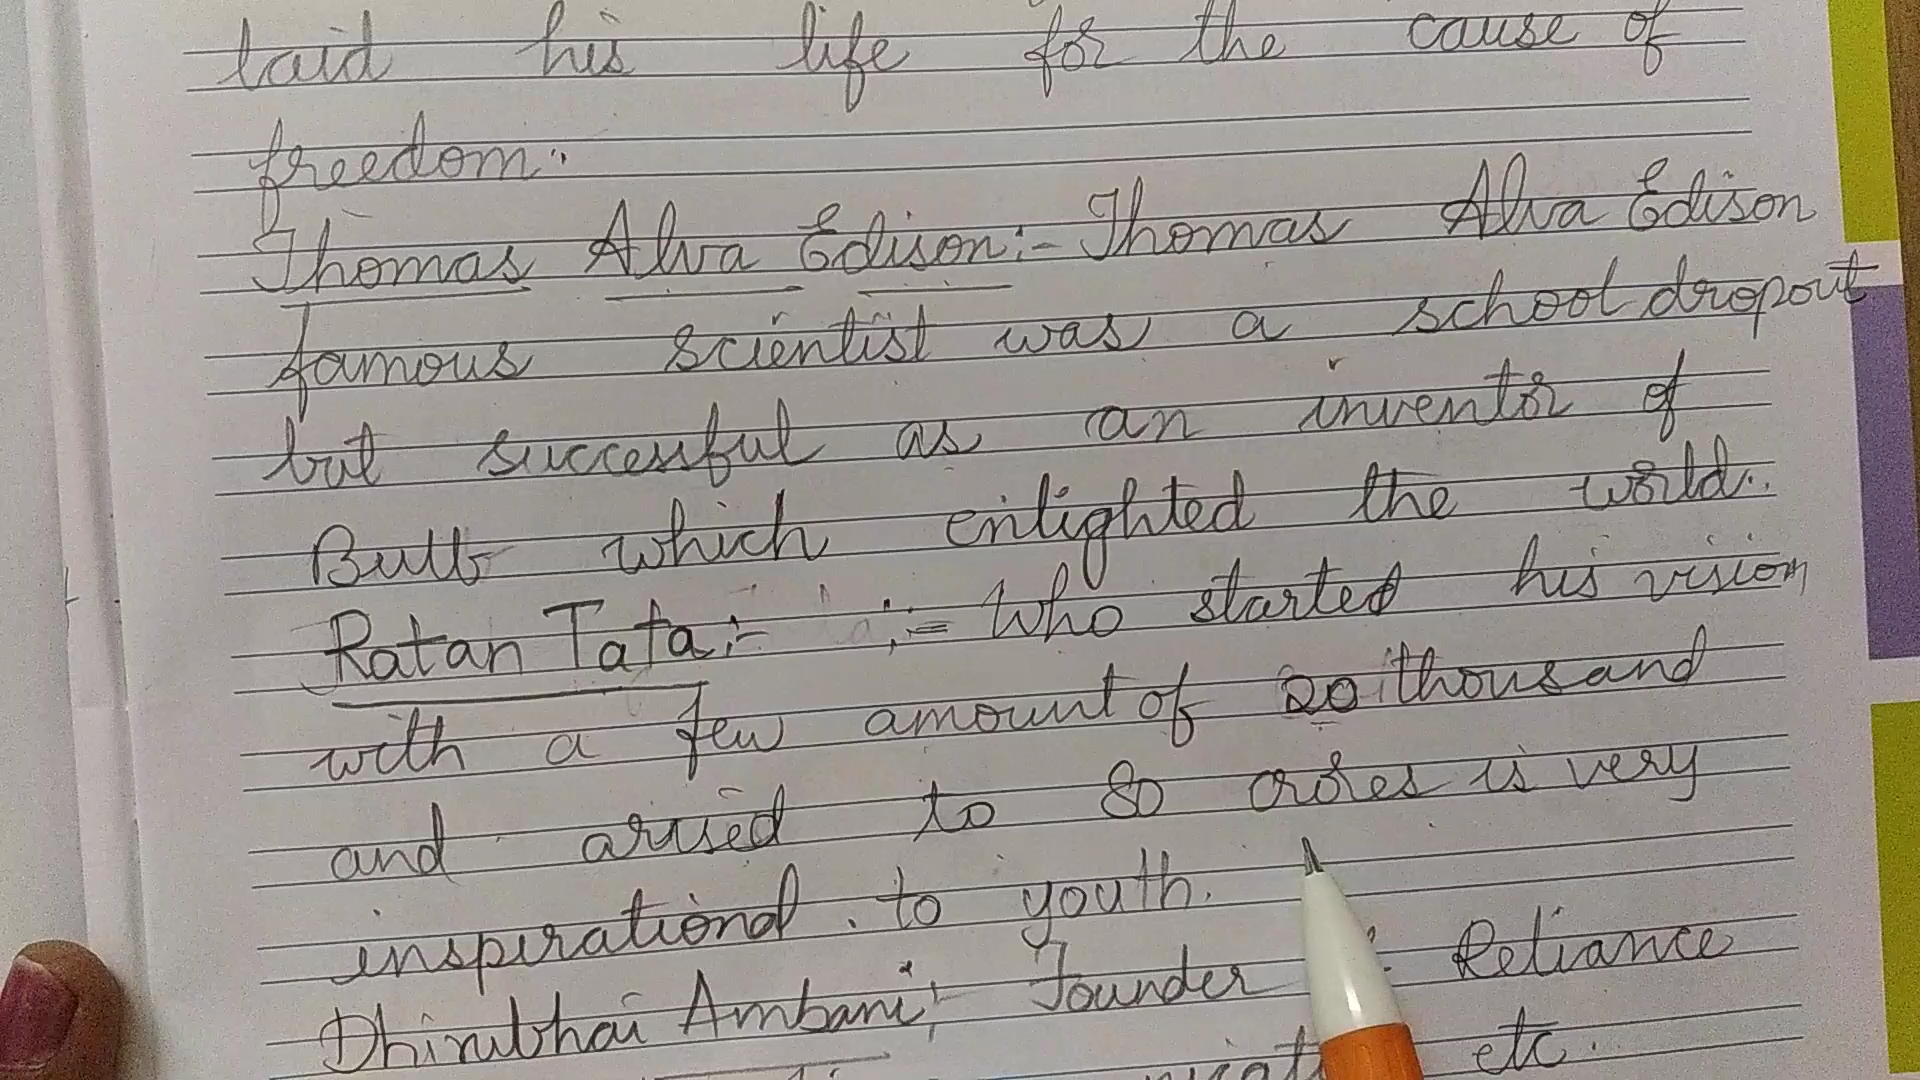 laid his life for the cause of
freedom.
Thomas Alva Edison:- Thomas Alva Edison
famous scientist was a school dropout
but successful as an inventor of
Bulb which enlighted the world.
Ratan Tata:- :- Who started his vision
with a few amount of 20 thousand
and arried to 80 crores is very
inspirational to youth.
Dhirubhai Ambani:- Founder Reliance
etc.